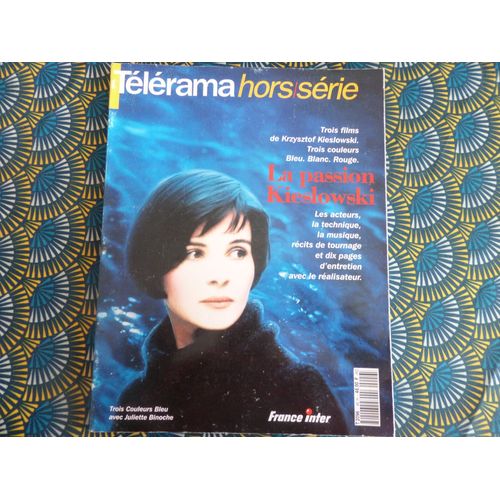 Télérama hors/série
Trois films
de Krzysztof Kieslowski.
Trois couleurs
Bleu. Blanc. Rouge.
La passion
Kieslowski
Les acteurs,
la technique,
la musique,
récits de tournage
et dix pages
d'entretien
avec le réalisateur.
Trois Couleurs Bleu
avec Juliette Binoche
France inter